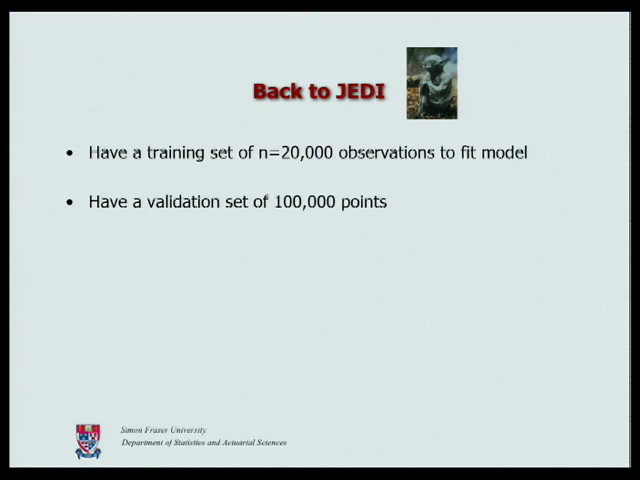 Back to JEDI
• Have a training set of n=20,000 observations to fit model
• Have a validation set of 100,000 points
Simon Fraser University
Department of Statistics and Actuarial Sciences